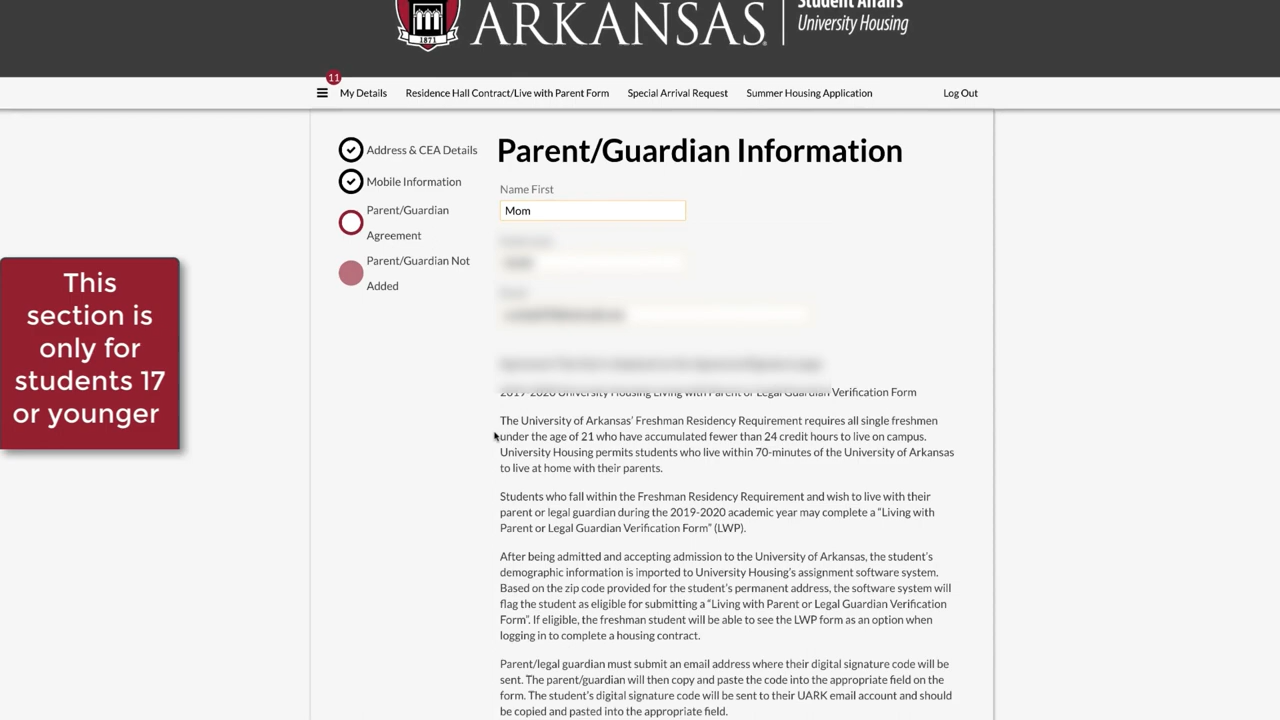 Student Affairs
ARKANSAS
University Housing
1871
11
My Details
Residence Hall Contract/Live with Parent Form
Special Arrival Request
Summer Housing Application
Log Out
Address & CEA Details
Mobile Information
Parent/Guardian
Agreement
Parent/Guardian Not
Added
This
section is
only for
students 17
or younger
Parent/Guardian Information
Name First
Mom
2019-2020 University Housing Living with Parent or Legal Guardian Verification Form
The University of Arkansas' Freshman Residency Requirement requires all single freshmen
under the age of 21 who have accumulated fewer than 24 credit hours to live on campus.
University Housing permits students who live within 70-minutes of the University of Arkansas
to live at home with their parents.
Students who fall within the Freshman Residency Requirement and wish to live with their
parent or legal guardian during the 2019-2020 academic year may complete a “Living with
Parent or Legal Guardian Verification Form” (LWP).
After being admitted and accepting admission to the University of Arkansas, the student's
demographic information is imported to University Housing's assignment software system.
Based on the zip code provided for the student's permanent address, the software system will
flag the student as eligible for submitting a “Living with Parent or Legal Guardian Verification
Form”. If eligible, the freshman student will be able to see the LWP form as an option when
logging in to complete a housing contract.
Parent/legal guardian must submit an email address where their digital signature code will be
sent. The parent/guardian will then copy and paste the code into the appropriate field on the
form. The student's digital signature code will be sent to their UARK email account and should
be copied and pasted into the appropriate field.